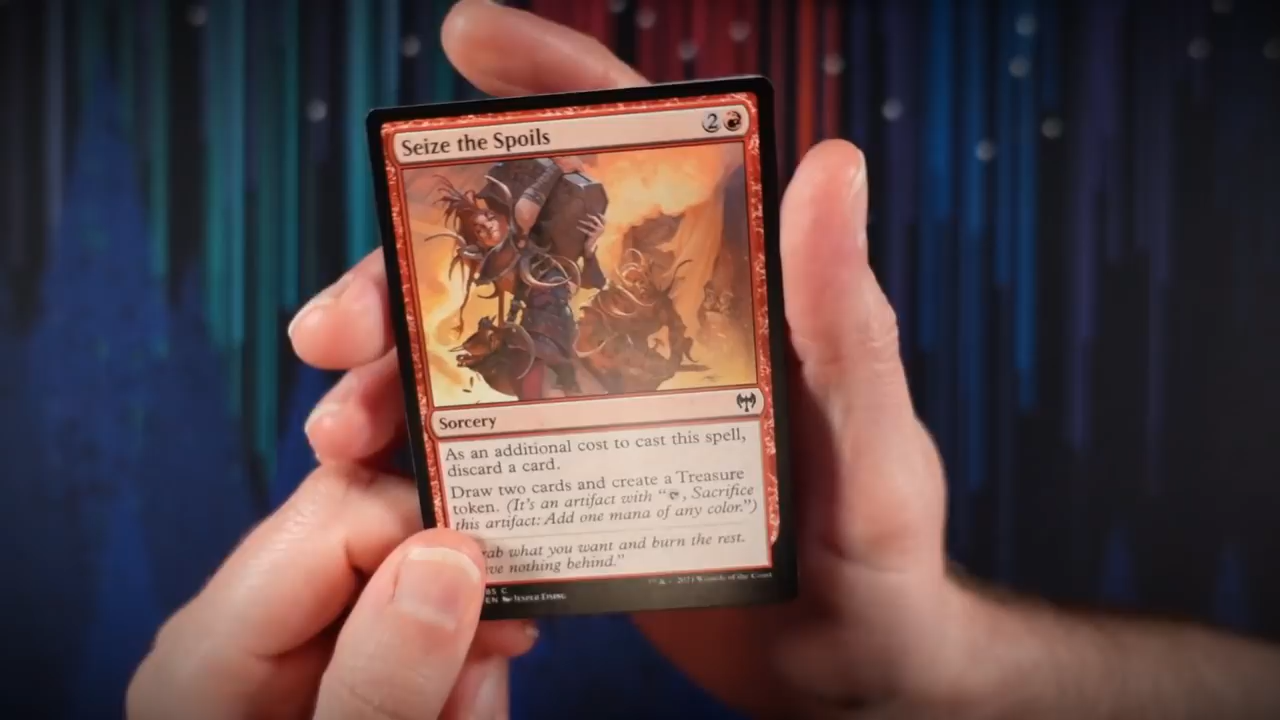 Seize the Spoils
2
Sorcery
As an additional cost to cast this spell,
discard a card.
Draw two cards and create a Treasure
token. (It's an artifact with “, Sacrifice
this artifact: Add one mana of any color.”)
what you want and burn the rest.
nothing behind.”
C
EN Jesper Ejsing
2021 Wizards of the Coast